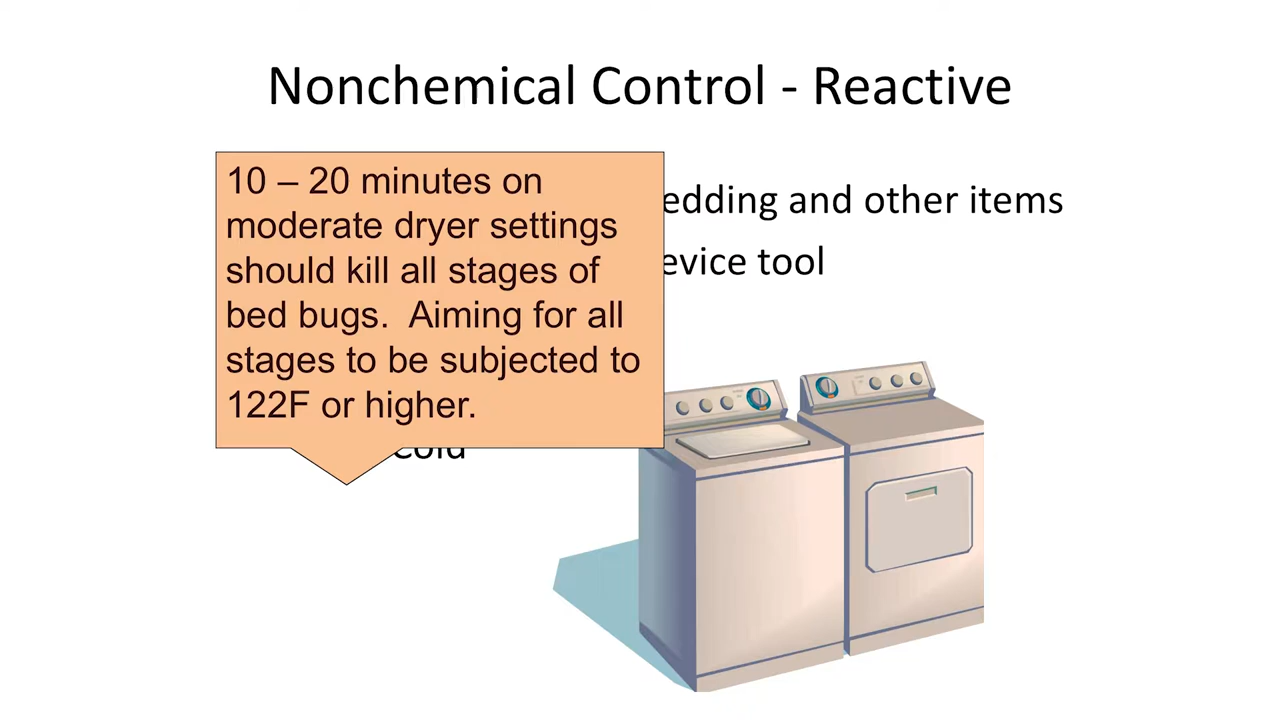 Nonchemical Control - Reactive
10 – 20 minutes on
moderate dryer settings
should kill all stages of
bed bugs.  Aiming for all
stages to be subjected to
122F or higher.
edding and other items
evice tool
Cold